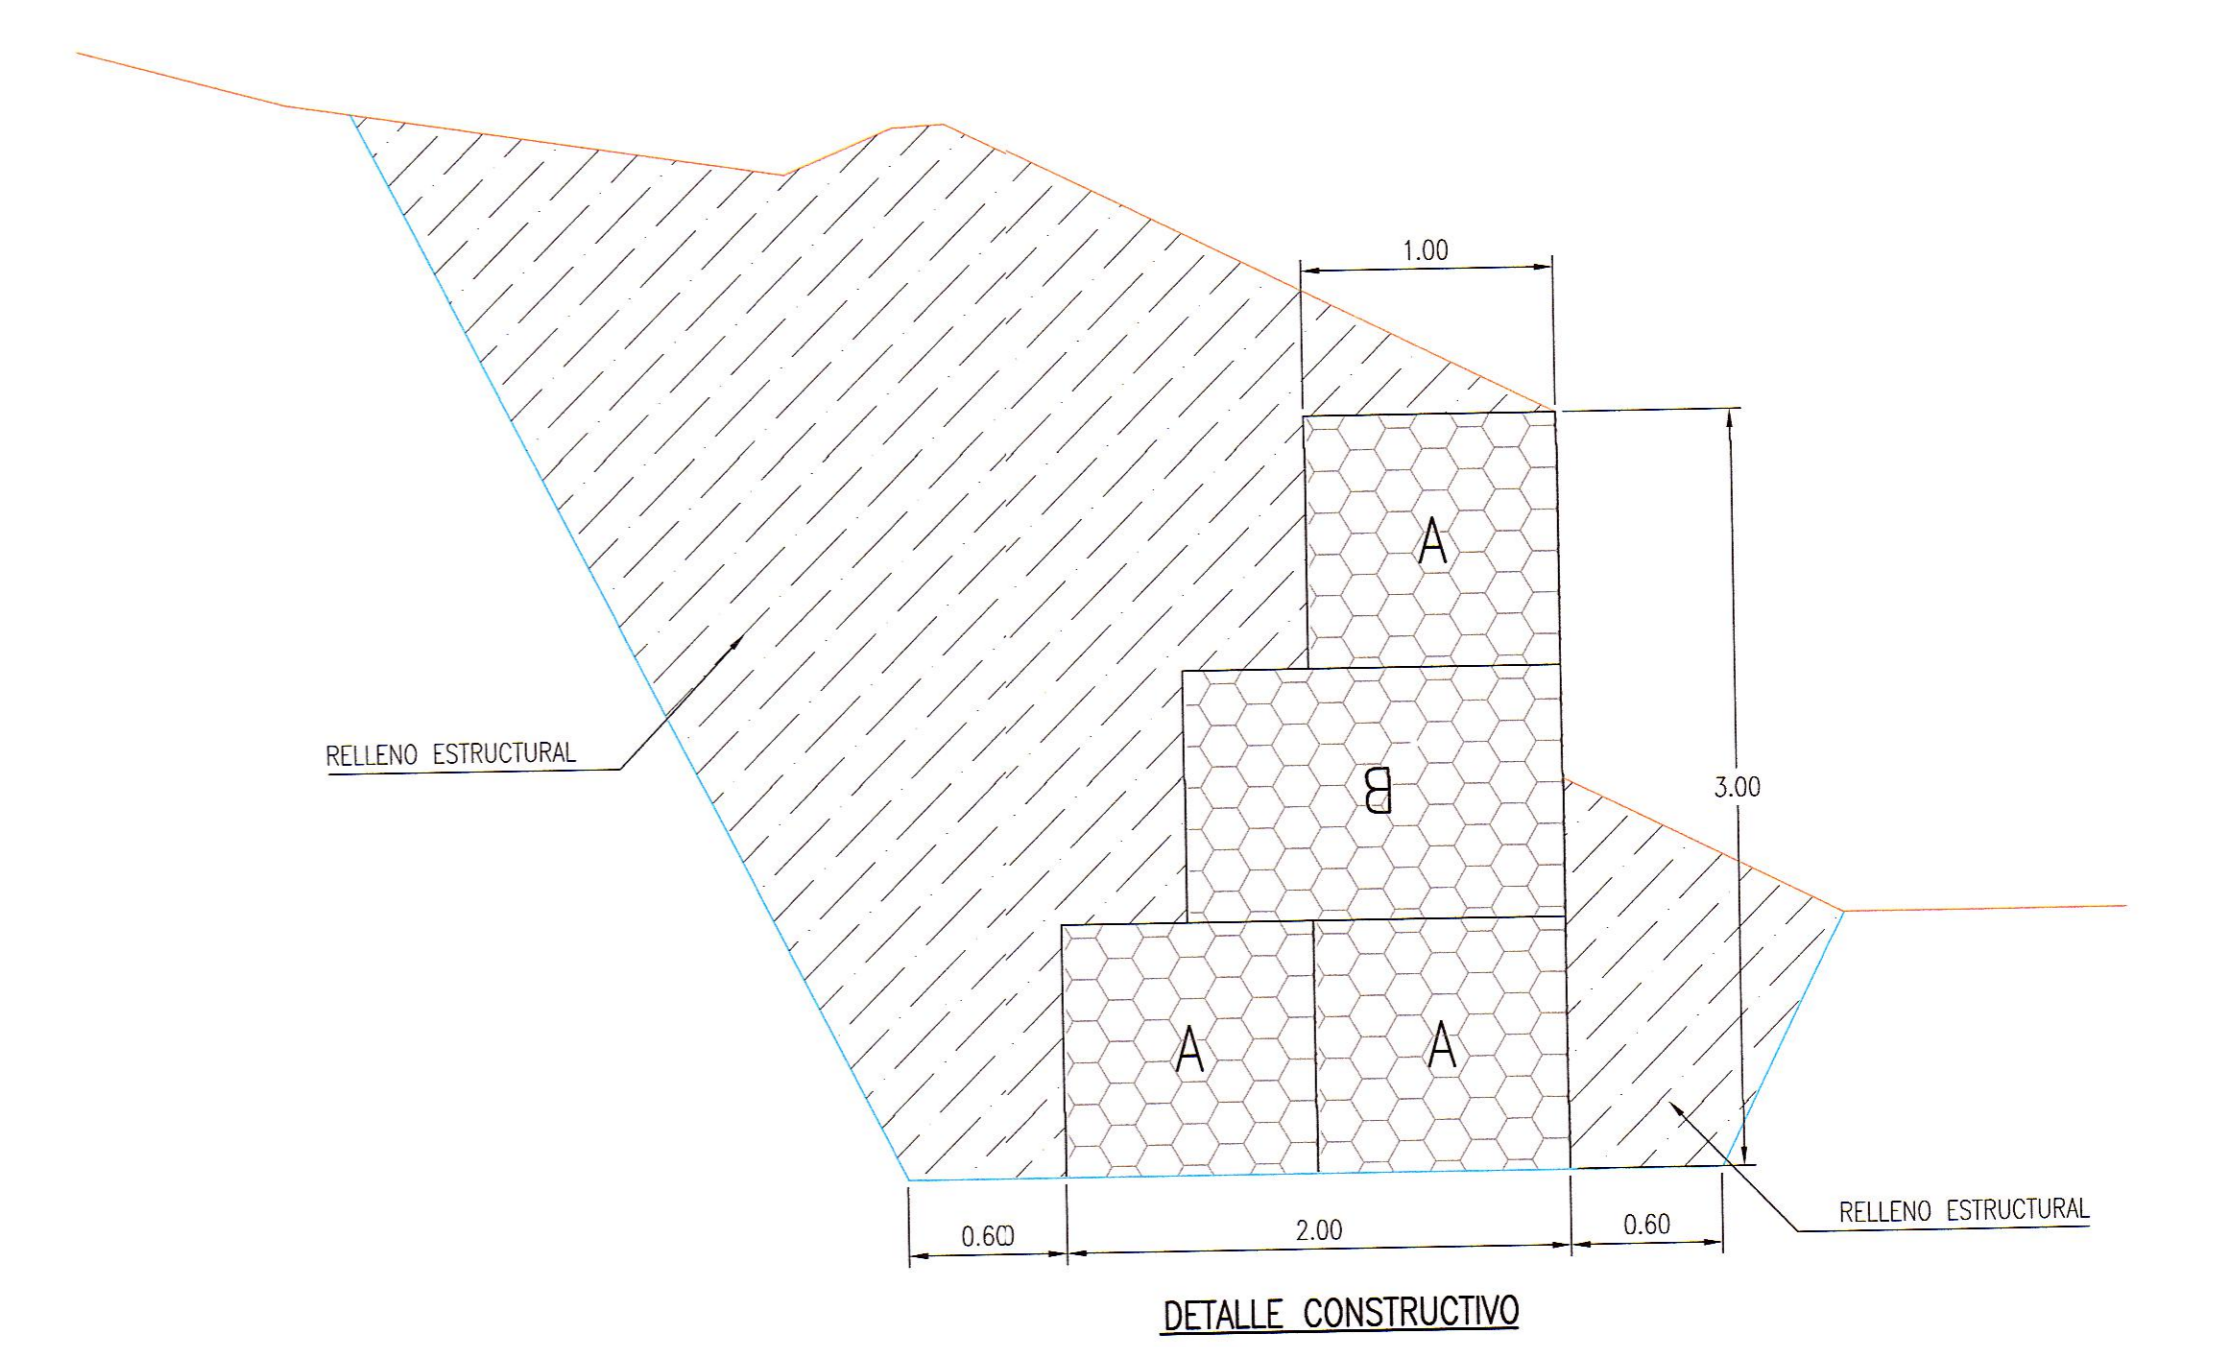 1.00
A
RELLENO ESTRUCTURAL
B
3.00
A
A
RELLENO ESTRUCTURAL
0.60
2.00
0.60
DETALLE CONSTRUCTIVO